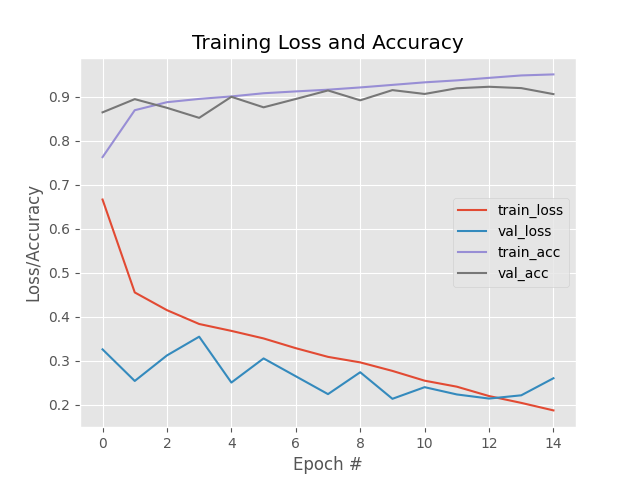 Training Loss and Accuracy
0.9
0.8
0.7
0.6
0.5
0.4
0.3
0.2
Loss/Accuracy
train_loss
val_loss
train_acc
val_acc
0 2 4 6 8 10 12 14
Epoch #